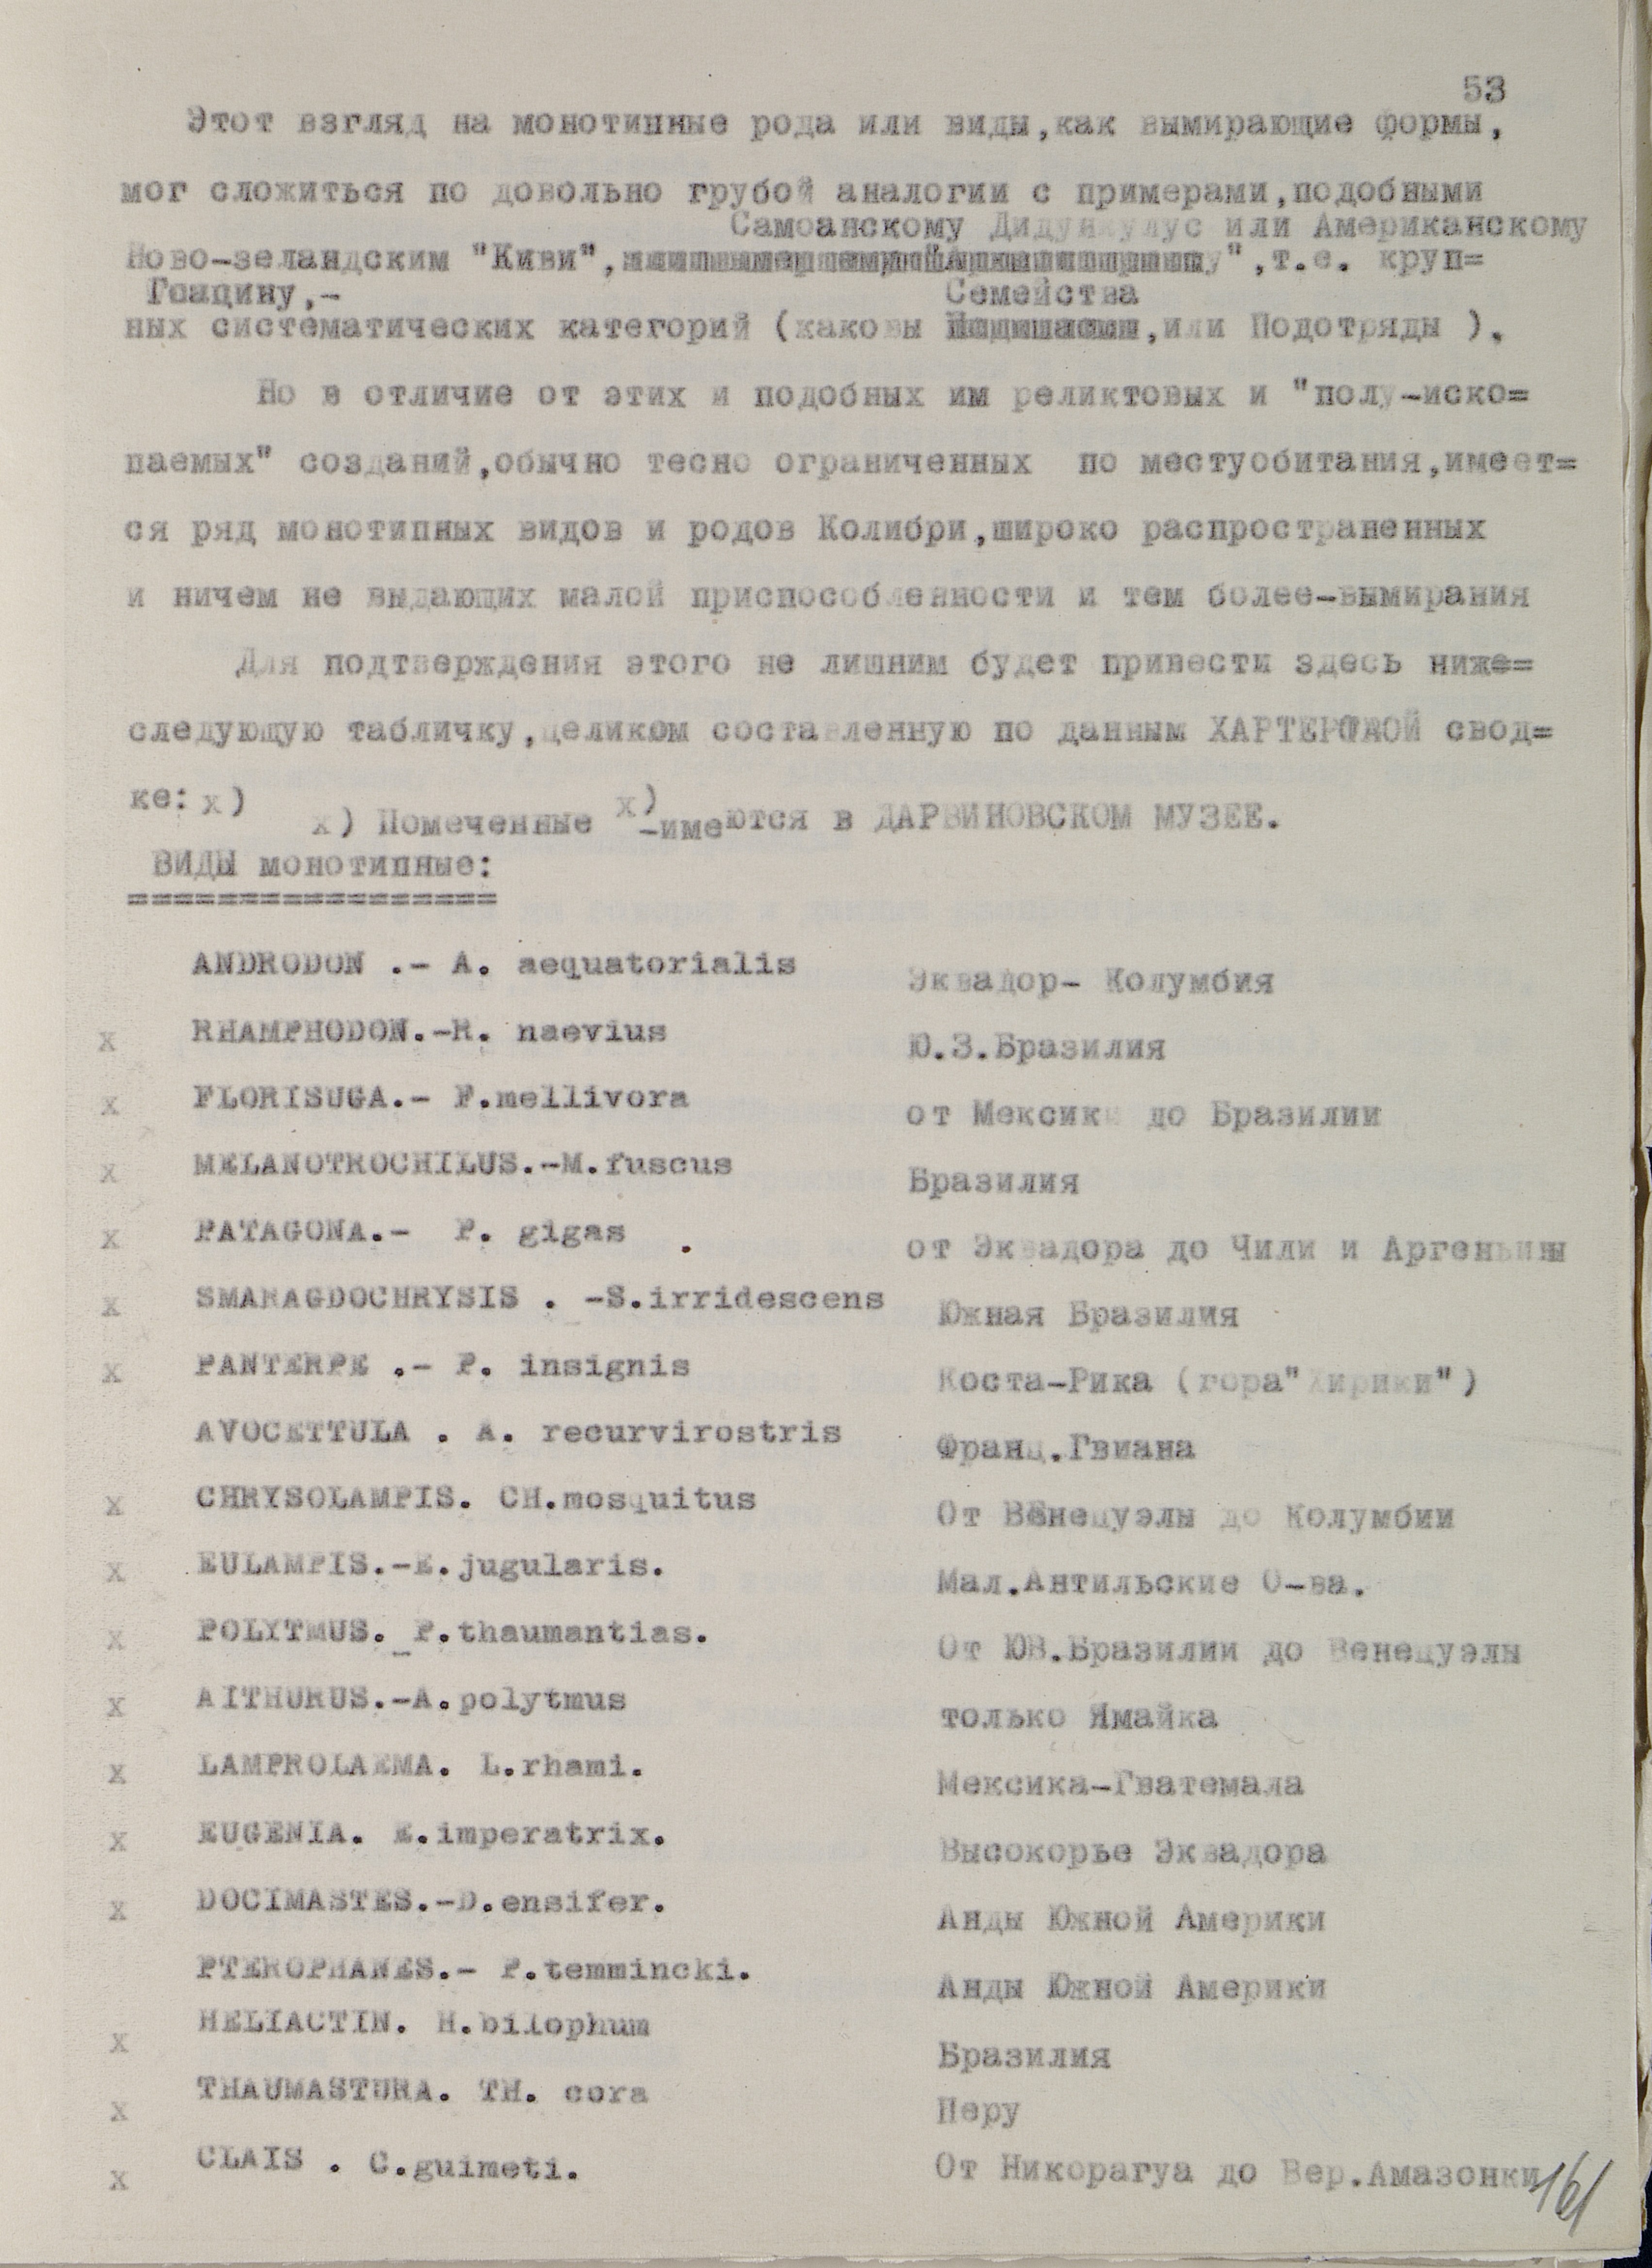 53
Этот взгляд на монотипные рода или виды,как вымирающие формы,
мог сложиться по довольно грубой аналогии с примерами,подобными
Самоанскому Дидункулус или Американскому
Ново-зеландским "Киви", ",т.е. круп=
Гоацину,-
Семейства
ных систематических категорий (каковы ,или Подотряды ).
Но в отличие от этих и подобных им реликтовых и "полу-иско=
паемых" созданий,обычно тесно ограниченных по местуобитания,имеет=
ся ряд монотипных видов и родов Колибри,широко распространенных
и ничем не выдающих малой приспособленности и тем более-вымирания
Для подтверждения этого не лишним будет привести здесь ниже=
следующую табличку,целиком составленную по данным свод=
ке: х)
х) Помеченные х) -имеются в ДАРВИНОВСКОМ МУЗЕЕ.
ВИДЫ монотипные:
=================
ANDRODON .- A. aequatorialis Эквадор- Колумбия
х RHAMPHODON.-R. naevius Ю.З.Бразилия
х FLORISUGA.- F.mellivora от Мексики до Бразилии
х MELANOTROCHILUS.-M.fuscus Бразилия
х PATAGONA.- P. gigas от Эквадора до Чили и
х SMARAGDOCHRYSIS . -S.irridescens Южная Бразилия
х PANTERPE .- P. insignis Коста-Рика (гора"Хирики")
AVOCETTULA . A. recurvirostris Франц.Гвиана
х CHRYSOLAMPIS. CH.mosquitus От Венецуэлы до Колумбии
х EULAMPIS.-E.jugularis. Мал.Антильские О-ва.
х POLYTMUS._ P.thaumantias. От ЮВ.Бразилии до Венецуэлы
х AITHURUS.-A.polytmus только Ямайка
х LAMPROLAEMA. L.rhami. Мексика-Гватемала
х EUGENIA. E.imperatrix. Высокорье Эквадора
х DOCIMASTES.-D.ensifer. Анды Южной Америки
PTEROPHANES.- P.temmincki. Анды Южной Америки
х HELIACTIN. H.bilophum Бразилия
х THAUMASTURA. TH. cora Перу
х CLAIS . C.guimeti. От Никорагуа до Вер.Амазонки
161